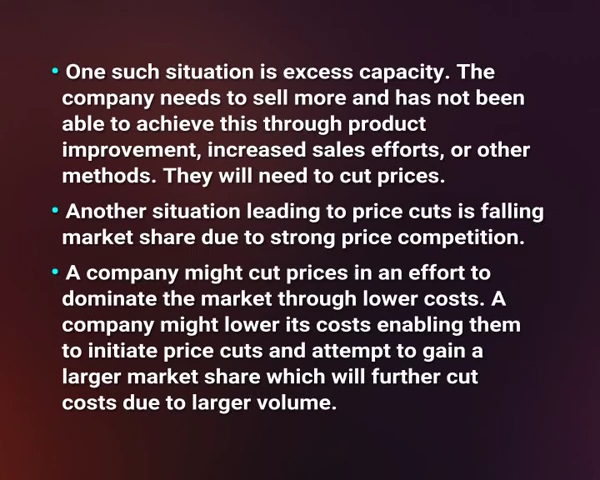 • One such situation is excess capacity. The
company needs to sell more and has not been
able to achieve this through product
improvement, increased sales efforts, or other
methods. They will need to cut prices.
• Another situation leading to price cuts is falling
market share due to strong price competition.
• A company might cut prices in an effort to
dominate the market through lower costs. A
company might lower its costs enabling them
to initiate price cuts and attempt to gain a
larger market share which will further cut
costs due to larger volume.